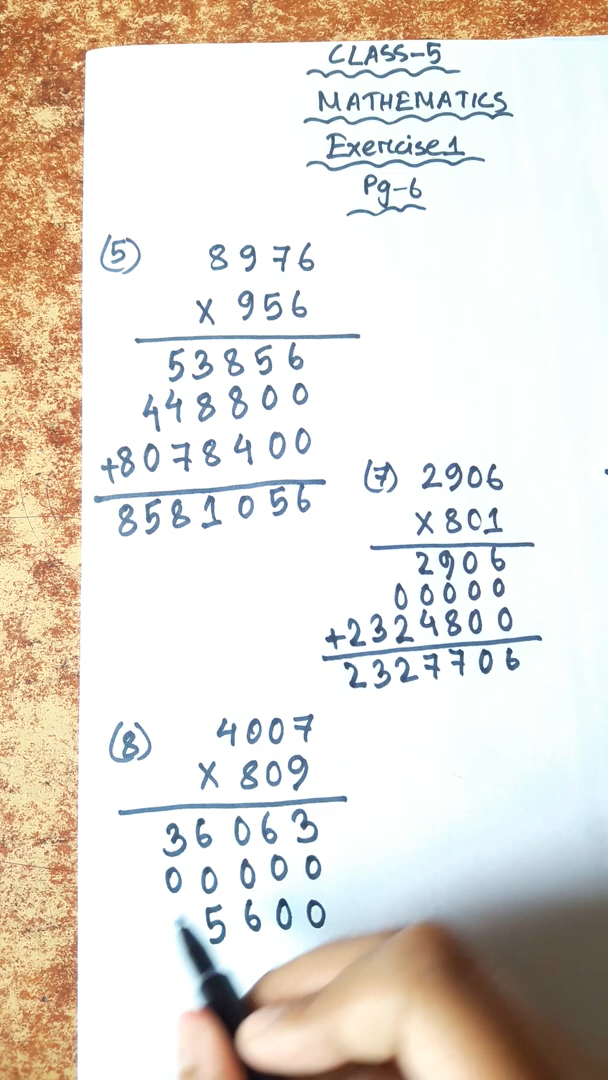 CLASS-5
MATHEMATICS
Exercise 1
Pg-6
(5) 8976
x 956
53856
448800
+8078400
8581056
(7) 2906
x 801
2906
00000
+2324800
2327706
(8) 4007
x 809
36063
00000
5600